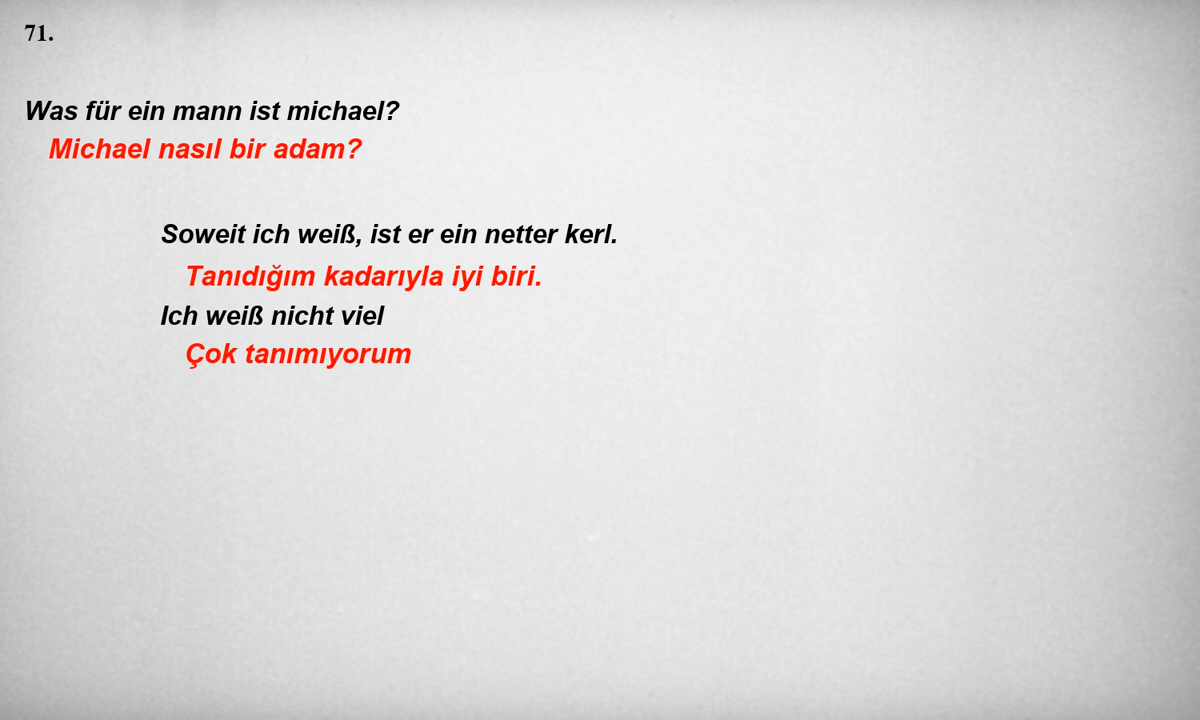 71.
Was für ein mann ist michael?
Michael nasıl bir adam?
Soweit ich weiß, ist er ein netter kerl.
Tanıdığım kadarıyla iyi biri.
Ich weiß nicht viel
Çok tanımıyorum